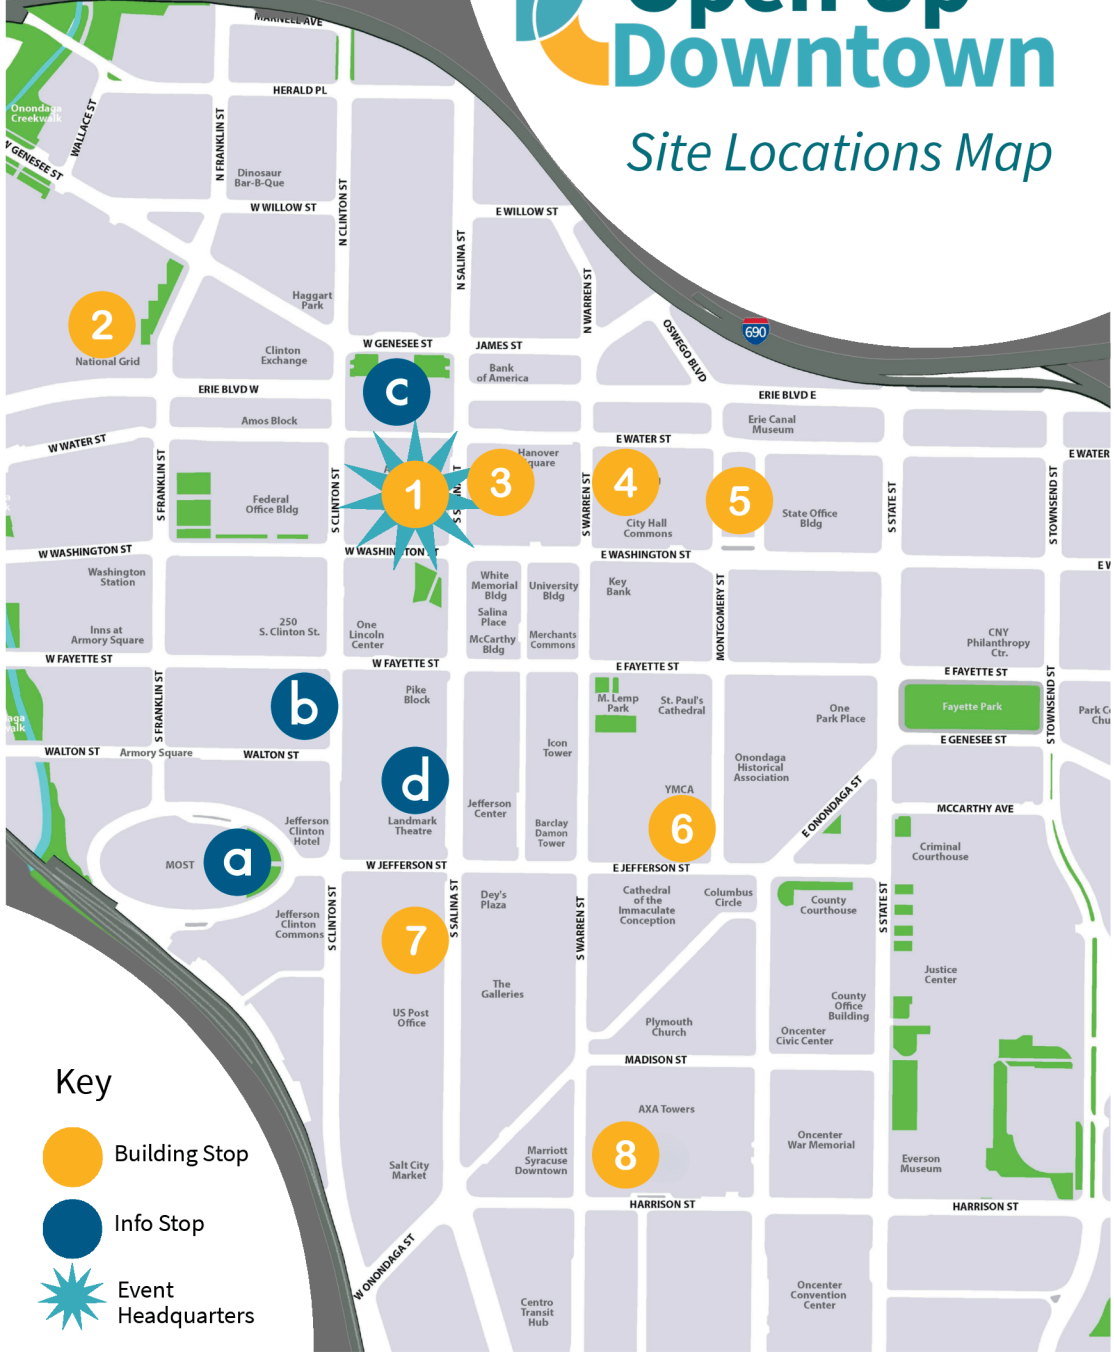 Open Up
Downtown
Site Locations Map
MARNELL AVE
HERALD PL
Onondaga
Creekwalk
WALLACE ST
N FRANKLIN ST
W GENESEE ST
Dinosaur
Bar-B-Que
W WILLOW ST
N CLINTON ST
E WILLOW ST
N SALINA ST
N WARREN ST
Haggart
Park
2
National Grid
OSWEGO BLVD
690
W GENESEE ST
JAMES ST
Clinton
Exchange
Bank
of America
c
ERIE BLVD W
ERIE BLVD E
Amos Block
Erie Canal
Museum
W WATER ST
E WATER ST
E WATER
Hanover
Square
S FRANKLIN ST
Federal
Office Bldg
S CLINTON ST
1
3
S WARREN ST
4
5
City Hall
Commons
State Office
Bldg
S STATE ST
S TOWNSEND ST
W WASHINGTON ST
W WASHINGTON ST
E WASHINGTON ST
Washington
Station
White
Memorial
Bldg
University
Bldg
Key
Bank
MONTGOMERY ST
Salina
Place
Inns at
Armory Square
250
S. Clinton St.
One
Lincoln
Center
McCarthy
Bldg
Merchants
Commons
CNY
Philanthropy
Ctr.
W FAYETTE ST
W FAYETTE ST
E FAYETTE ST
E FAYETTE ST
S FRANKLIN ST
b
Pike
Block
M. Lemp
Park
St. Paul's
Cathedral
One
Park Place
Fayette Park
S TOWNSEND ST
E GENESEE ST
WALTON ST
Armory Square
WALTON ST
Icon
Tower
Onondaga
Historical
Association
d
YMCA
Jefferson
Clinton
Hotel
Landmark
Theatre
Jefferson
Center
Barclay
Damon
Tower
6
E ONONDAGA ST
MCCARTHY AVE
MOST
a
W JEFFERSON ST
E JEFFERSON ST
Criminal
Courthouse
Jefferson
Clinton
Commons
S CLINTON ST
7
S SALINA ST
Dey's
Plaza
S WARREN ST
Cathedral
of the
Immaculate
Conception
Columbus
Circle
County
Courthouse
S STATE ST
US Post
Office
The
Galleries
Plymouth
Church
County
Office
Building
Oncenter
Civic Center
Justice
Center
MADISON ST
AXA Towers
8
Marriott
Syracuse
Downtown
Oncenter
War Memorial
Everson
Museum
Salt City
Market
HARRISON ST
HARRISON ST
W ONONDAGA ST
Centro
Transit
Hub
Oncenter
Convention
Center
Key
Building Stop
Info Stop
Event
Headquarters